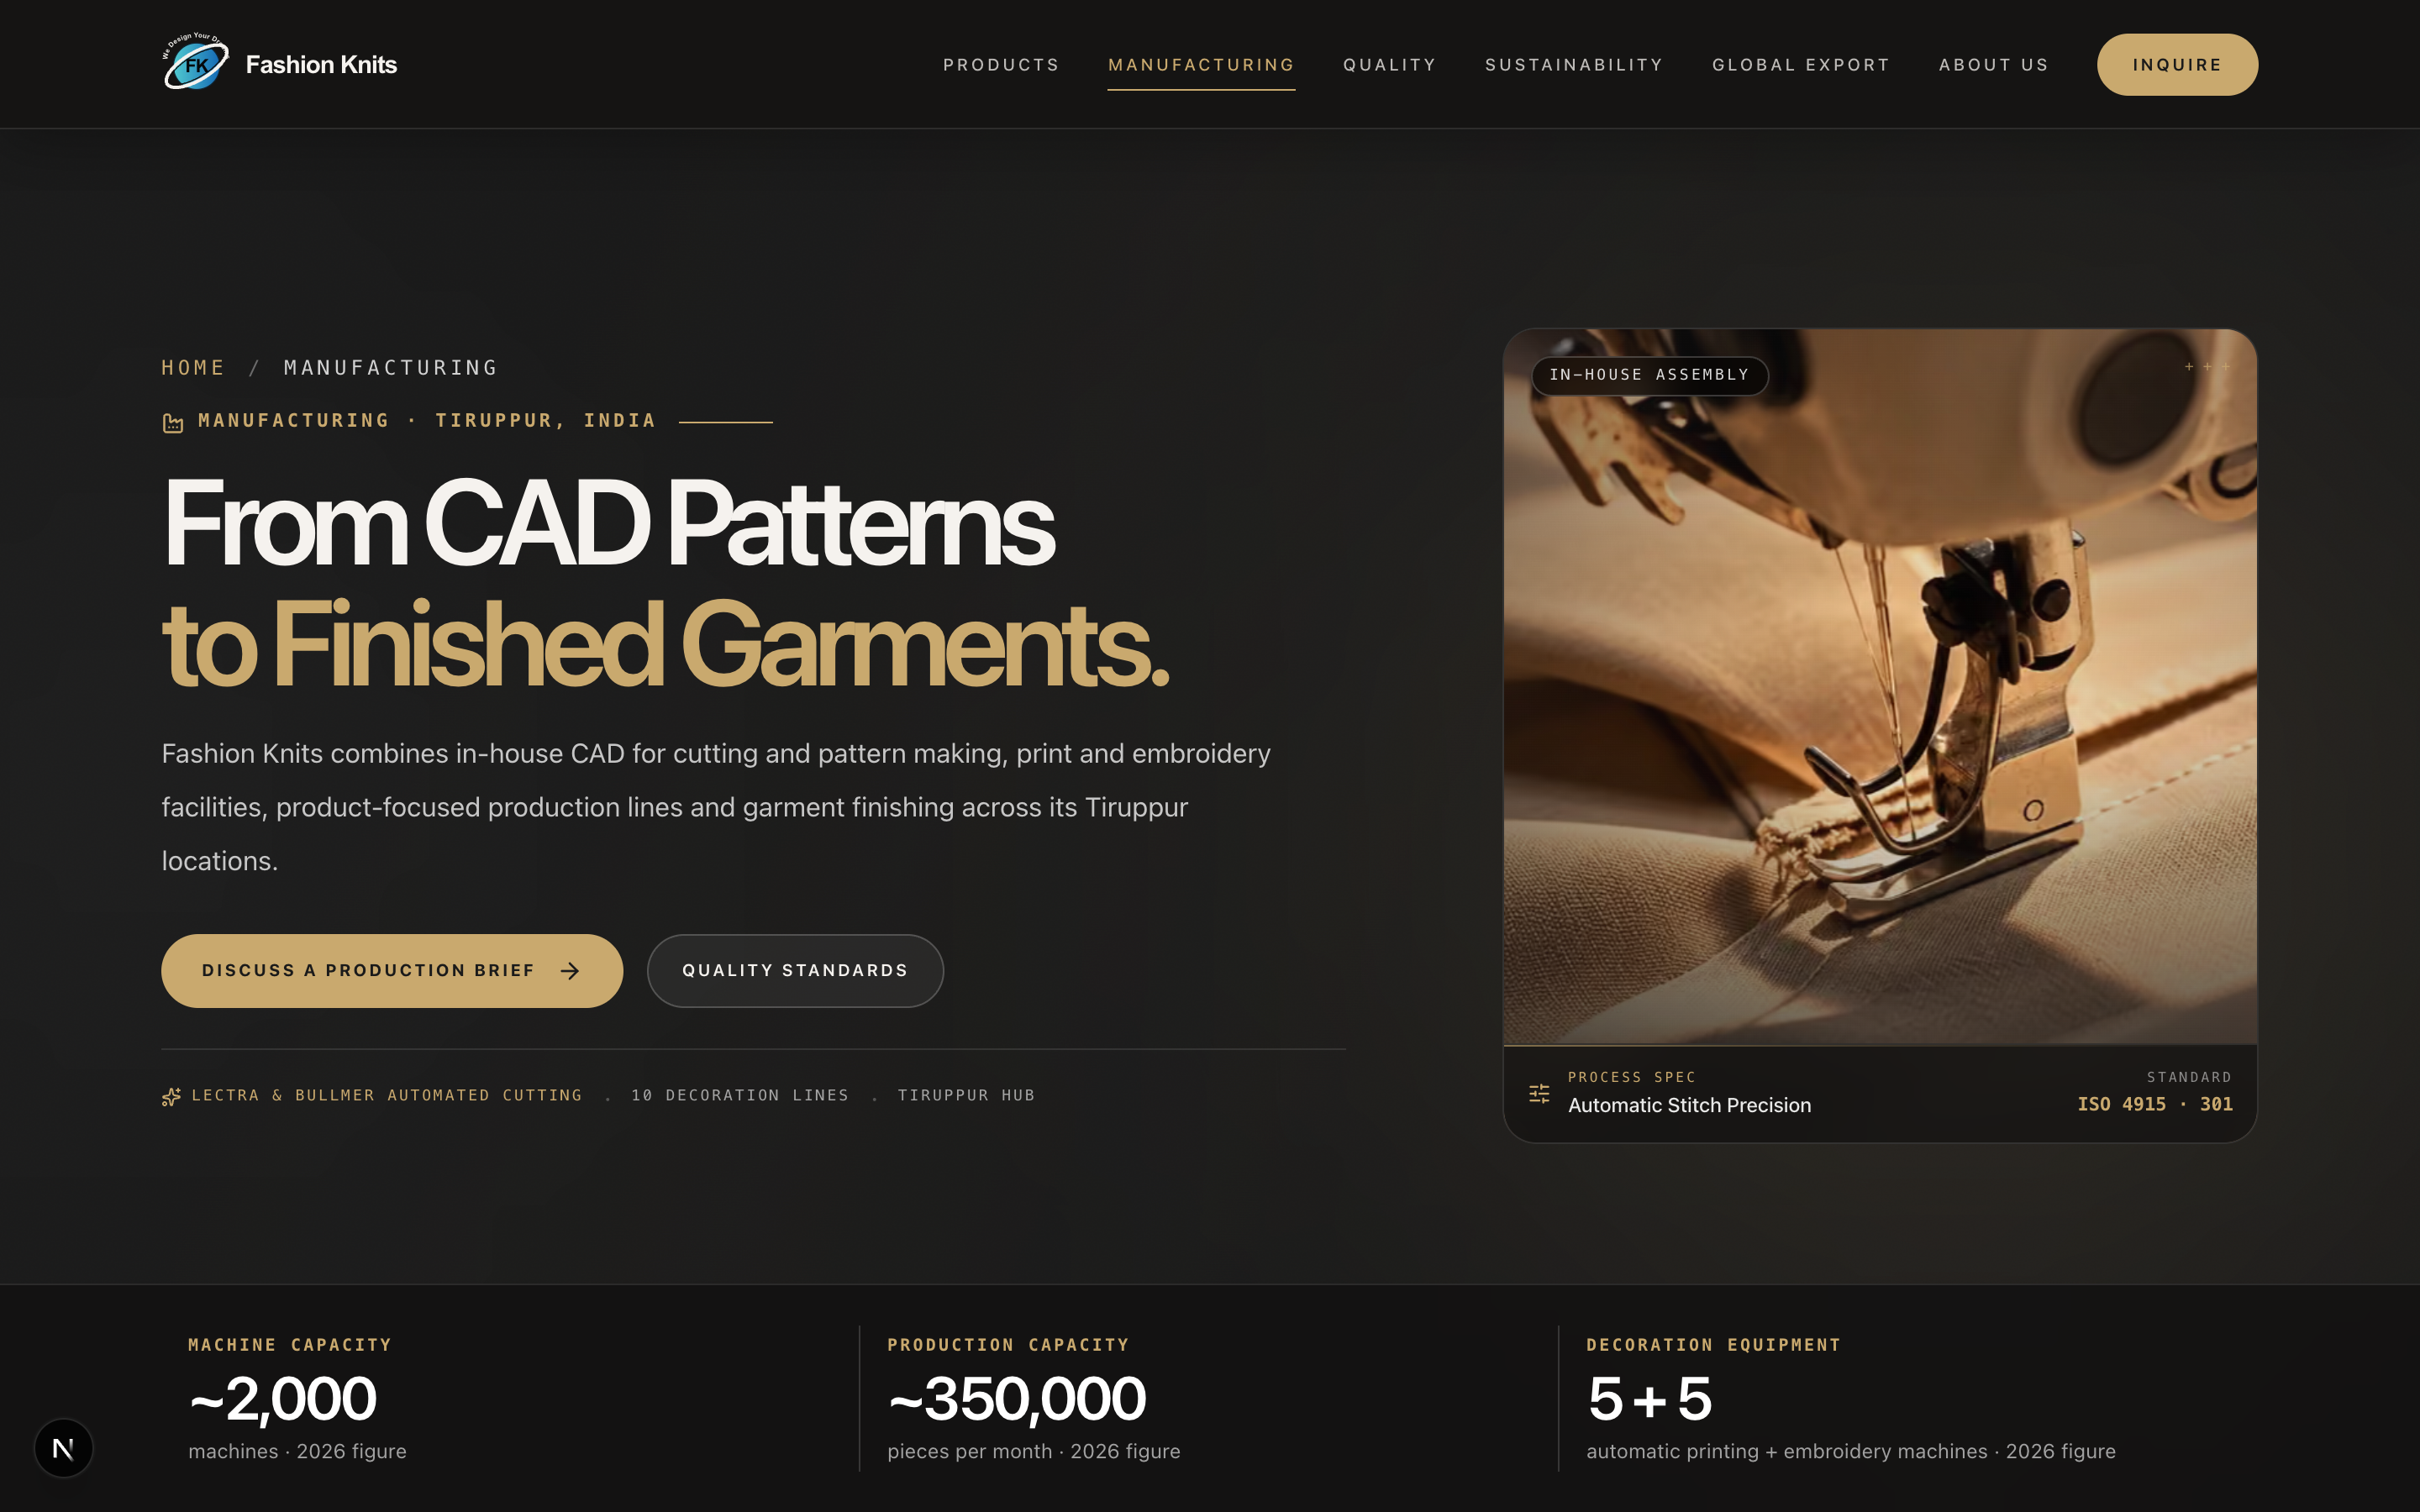 We Design Your
FK
Fashion Knits
PRODUCTS
MANUFACTURING
QUALITY
SUSTAINABILITY
GLOBAL EXPORT
ABOUT US
INQUIRE
HOME / MANUFACTURING
MANUFACTURING · TIRUPPUR, INDIA
From CAD Patterns
to Finished Garments.
Fashion Knits combines in-house CAD for cutting and pattern making, print and embroidery
facilities, product-focused production lines and garment finishing across its Tiruppur
locations.
DISCUSS A PRODUCTION BRIEF →
QUALITY STANDARDS
LECTRA & BULLMER AUTOMATED CUTTING . 10 DECORATION LINES . TIRUPPUR HUB
IN-HOUSE ASSEMBLY
+ + +
PROCESS SPEC
Automatic Stitch Precision
STANDARD
ISO 4915 · 301
MACHINE CAPACITY
~2,000
machines · 2026 figure
PRODUCTION CAPACITY
~350,000
pieces per month · 2026 figure
DECORATION EQUIPMENT
5 + 5
automatic printing + embroidery machines · 2026 figure
N